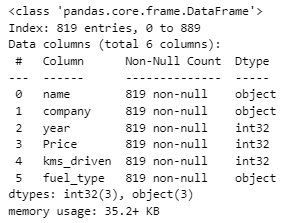 <class 'pandas.core.frame.DataFrame'>
Index: 819 entries, 0 to 889
Data columns (total 6 columns):
 #   Column      Non-Null Count  Dtype
---  ------      --------------  -----
 0   name        819 non-null    object
 1   company     819 non-null    object
 2   year        819 non-null    int32
 3   Price       819 non-null    int32
 4   kms_driven  819 non-null    int32
 5   fuel_type   819 non-null    object
dtypes: int32(3), object(3)
memory usage: 35.2+ KB